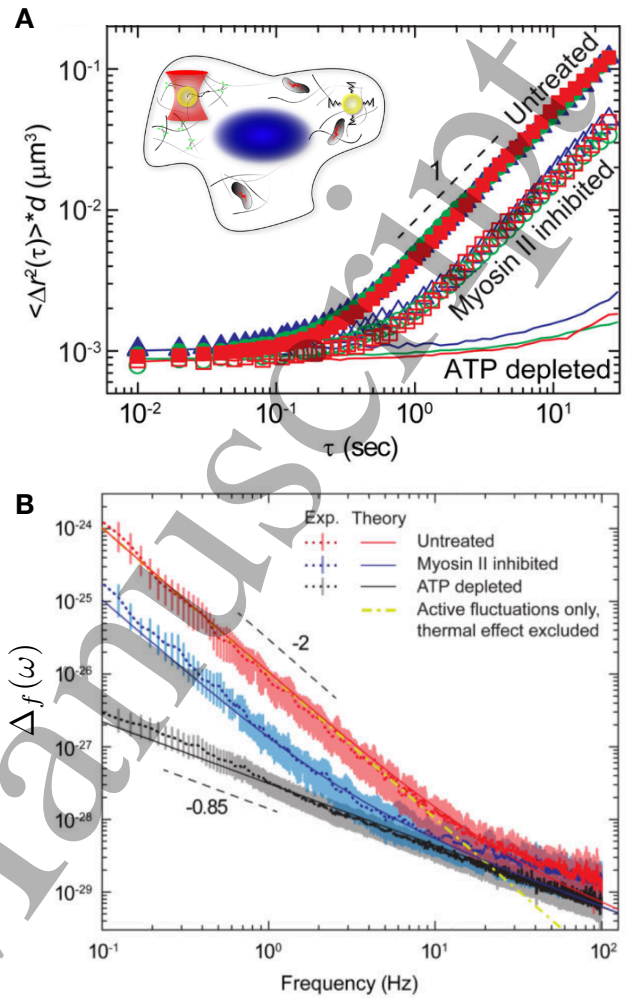 A
<Δr²(τ)>*d (μm³)
10⁻¹
10⁻²
10⁻³
1
Untreated
Myosin II inhibited
ATP depleted
10⁻² 10⁻¹ 10⁰ 10¹
τ (sec)
B
Δf(ω)
10⁻²⁴
10⁻²⁵
10⁻²⁶
10⁻²⁷
10⁻²⁸
10⁻²⁹
Exp. Theory
Untreated
Myosin II inhibited
ATP depleted
Active fluctuations only,
thermal effect excluded
-2
-0.85
10⁻¹ 10⁰ 10¹ 10²
Frequency (Hz)